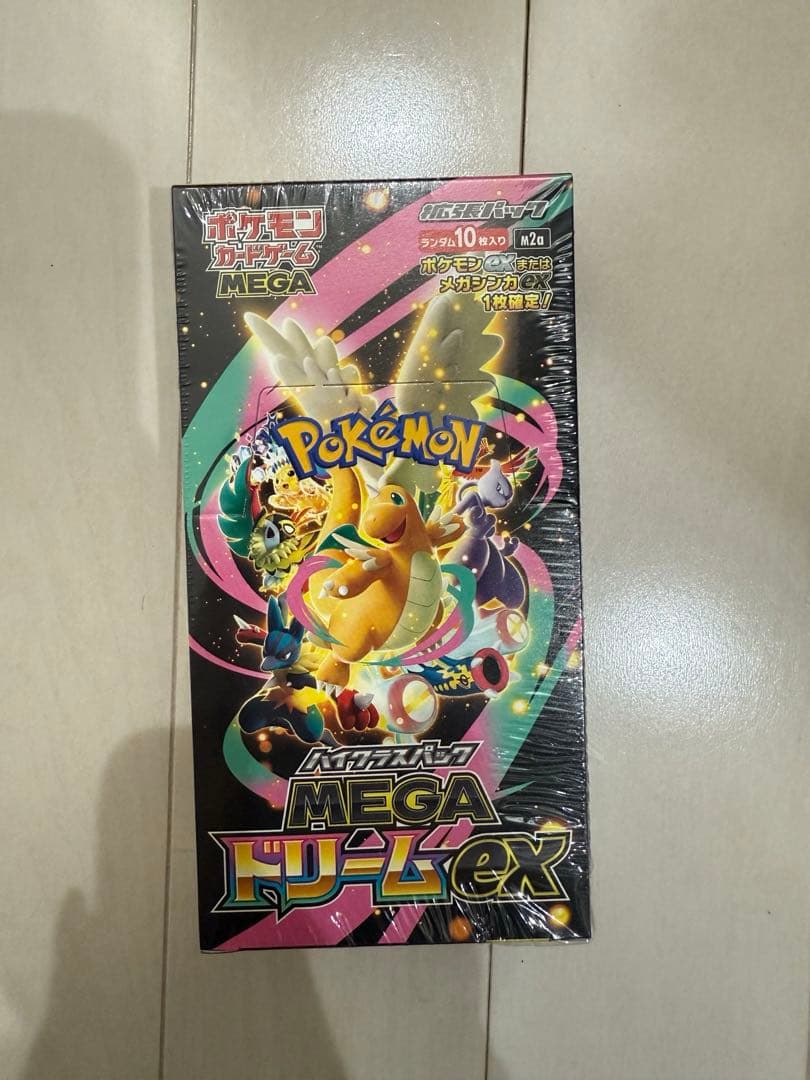 ポケモン
カードゲーム
MEGA
拡張パック
ランダム10枚入り M2a
ポケモンexまたは
メガシンカex
1枚確定!
POKéMON
ハイクラスパック
MEGA
ドリームex